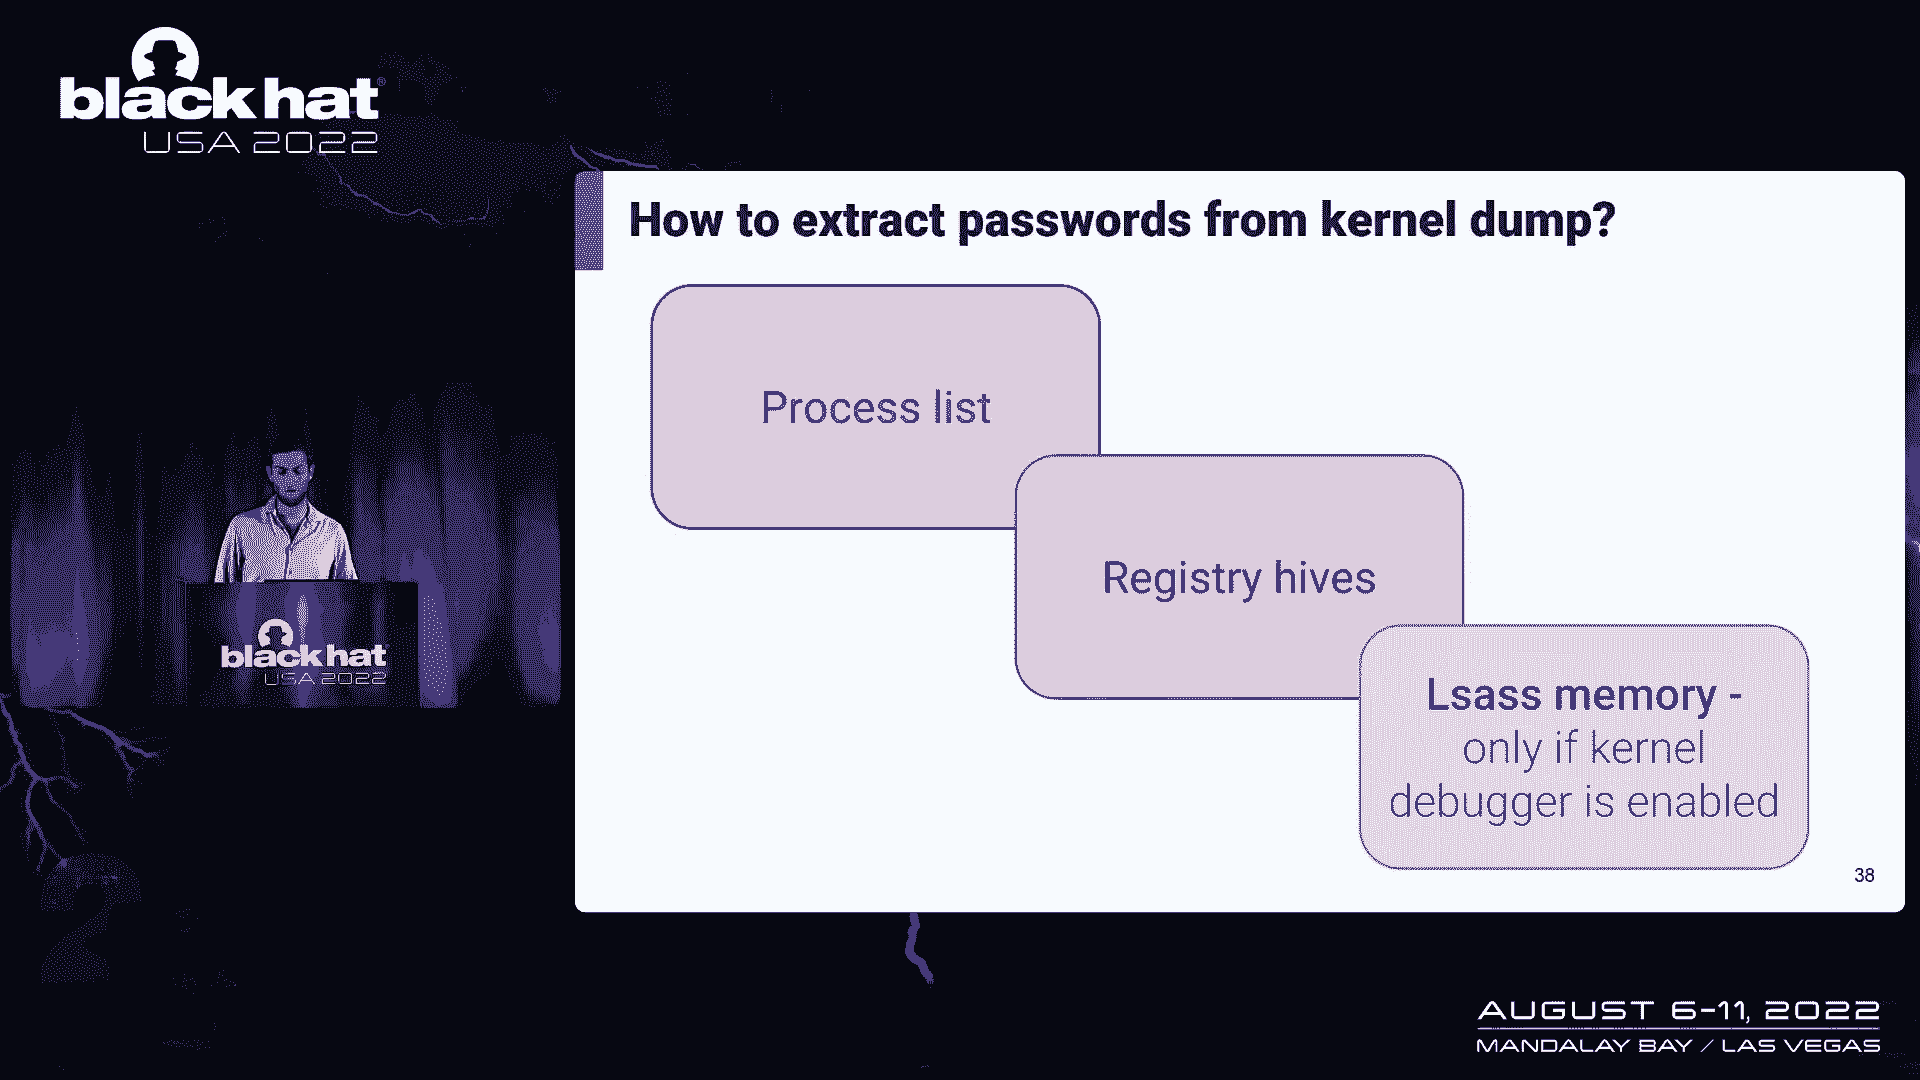 black hat®
USA 2022
How to extract passwords from kernel dump?
Process list
Registry hives
Lsass memory -
only if kernel
debugger is enabled
38
black hat
USA 2022
2
AUGUST 6-11, 2022
MANDALAY BAY / LAS VEGAS